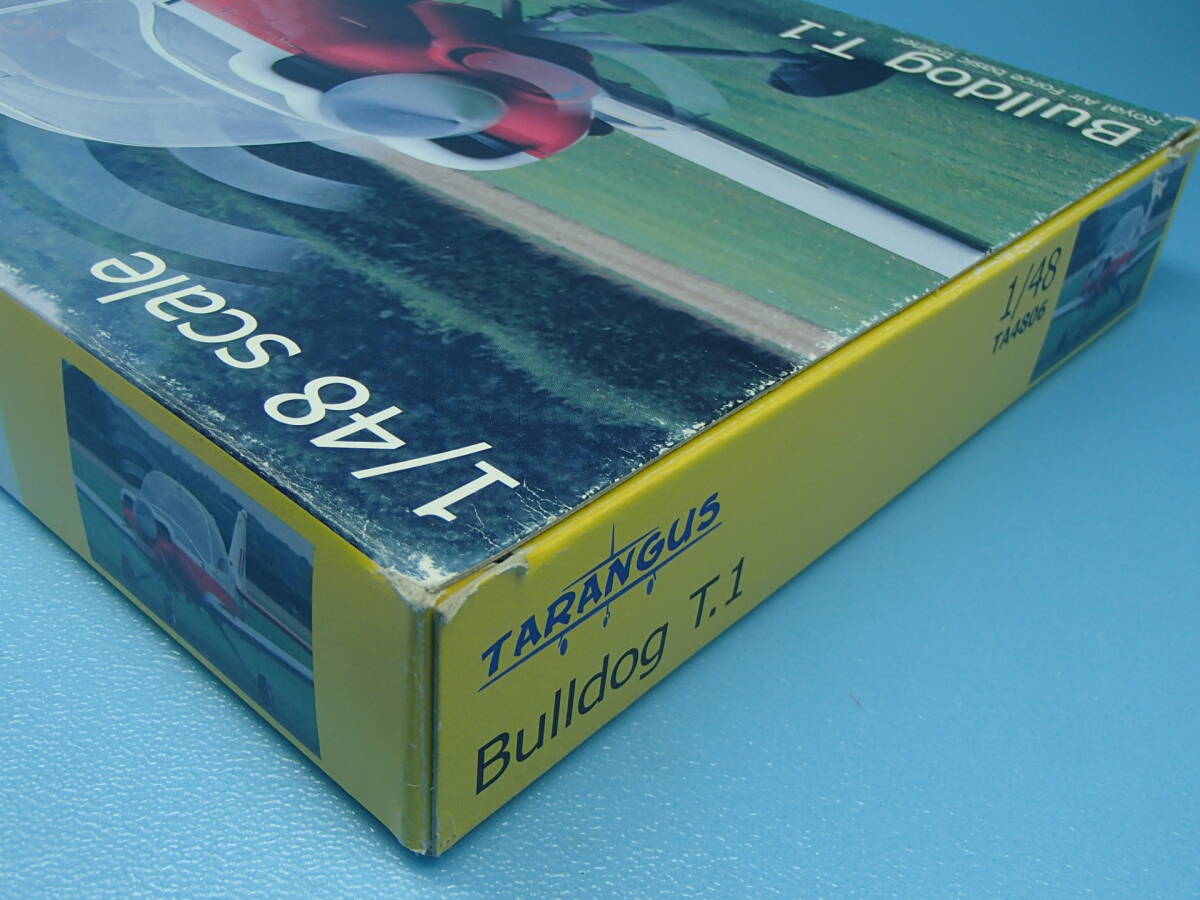 Bulldog T.1
Royal Air Force basic trainer
1/48 scale
1/48
TA4806
TARANGUS
Bulldog T.1